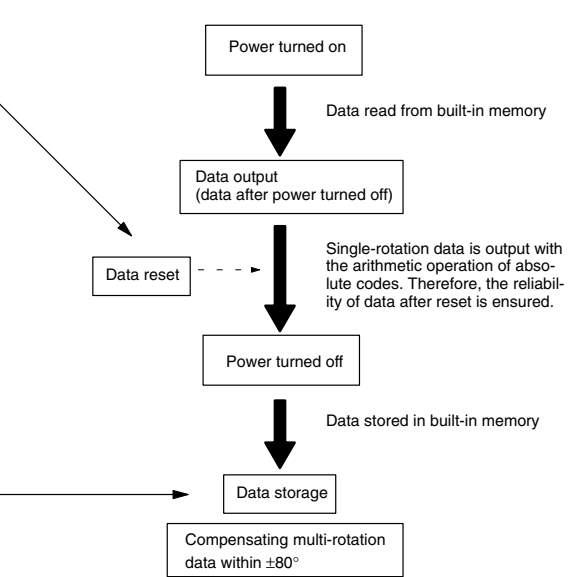 Power turned on
Data read from built-in memory
Data output
(data after power turned off)
Single-rotation data is output with
the arithmetic operation of abso-
lute codes. Therefore, the reliabil-
ity of data after reset is ensured.
Data reset
Power turned off
Data stored in built-in memory
Data storage
Compensating multi-rotation
data within ±80°